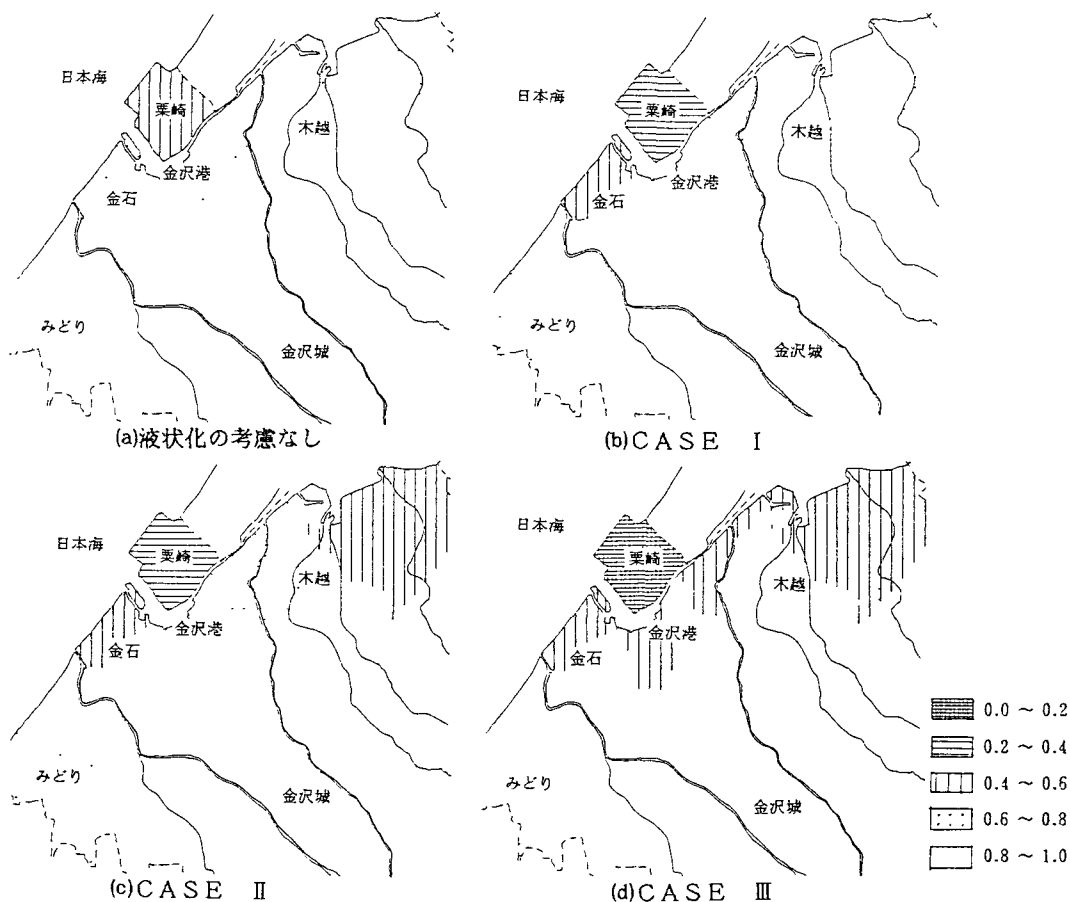 日本海
粟崎
木越
金沢港
金石
みどり
金沢城
(a)液状化の考慮なし
日本海
粟崎
木越
金沢港
金石
みどり
金沢城
(b)CASE Ⅰ
日本海
粟崎
木越
金沢港
金石
みどり
金沢城
(c)CASE Ⅱ
日本海
粟崎
木越
金沢港
金石
みどり
金沢城
(d)CASE Ⅲ
0.0 ～ 0.2
0.2 ～ 0.4
0.4 ～ 0.6
0.6 ～ 0.8
0.8 ～ 1.0